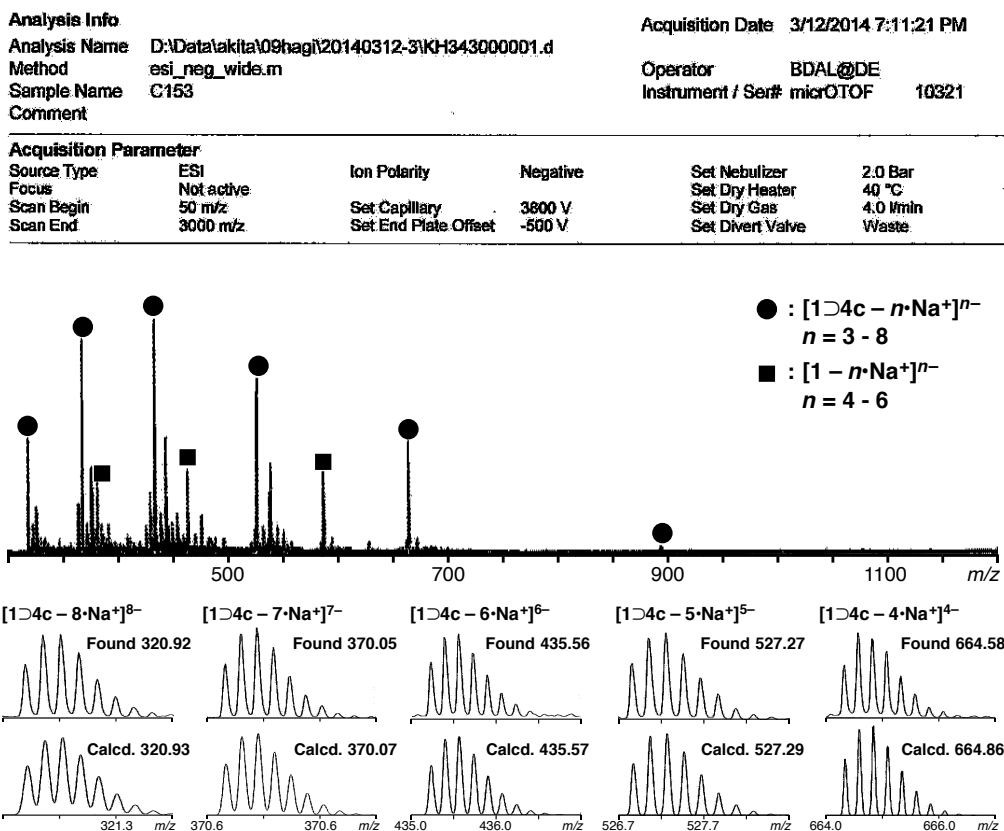 Analysis Info
Acquisition Date 3/12/2014 7:11:21 PM
Analysis Name D:\Data\akita\09hagi\20140312-3\KH343000001.d
Method esi_neg_wide.m
Operator BDAL@DE
Sample Name C153
Instrument / Ser# micrOTOF 10321
Comment
Acquisition Parameter
Source Type ESI Ion Polarity Negative Set Nebulizer 2.0 Bar
Focus Not active Set Dry Heater 40 °C
Scan Begin 50 m/z Set Capillary 3800 V Set Dry Gas 4.0 l/min
Scan End 3000 m/z Set End Plate Offset -500 V Set Divert Valve Waste
● : [1⊃4c – n•Na⁺]ⁿ⁻
n = 3 - 8
■ : [1 – n•Na⁺]ⁿ⁻
n = 4 - 6
500 700 900 1100 m/z
[1⊃4c – 8•Na⁺]⁸⁻ [1⊃4c – 7•Na⁺]⁷⁻ [1⊃4c – 6•Na⁺]⁶⁻ [1⊃4c – 5•Na⁺]⁵⁻ [1⊃4c – 4•Na⁺]⁴⁻
Found 320.92 Found 370.05 Found 435.56 Found 527.27 Found 664.58
Calcd. 320.93 Calcd. 370.07 Calcd. 435.57 Calcd. 527.29 Calcd. 664.86
321.3 m/z 370.6 370.6 m/z 435.0 436.0 m/z 526.7 527.7 m/z 664.0 666.0 m/z